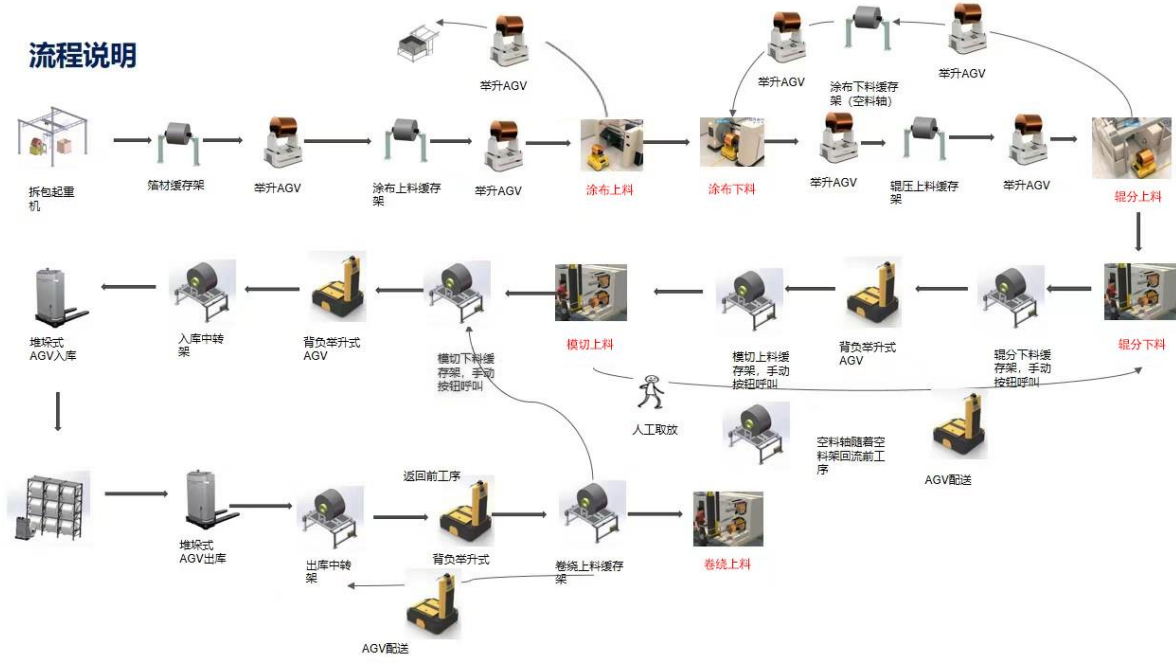 流程说明
举升AGV
举升AGV
涂布下料缓存
架（空料轴）
举升AGV
拆包起重
机
箔材缓存架
举升AGV
涂布上料缓存
架
举升AGV
涂布上料
涂布下料
举升AGV
辊压上料缓存
架
举升AGV
辊分上料
堆垛式
AGV入库
入库中转
架
背负举升式
AGV
模切下料缓
存架，手动
按钮呼叫
模切上料
模切上料缓
存架，手动
按钮呼叫
背负举升式
AGV
辊分下料缓
存架，手动
按钮呼叫
辊分下料
人工取放
空料轴随着空
料架回流前工
序
AGV配送
堆垛式
AGV出库
出库中转
架
返回前工序
背负举升式
卷绕上料缓存
架
卷绕上料
AGV配送